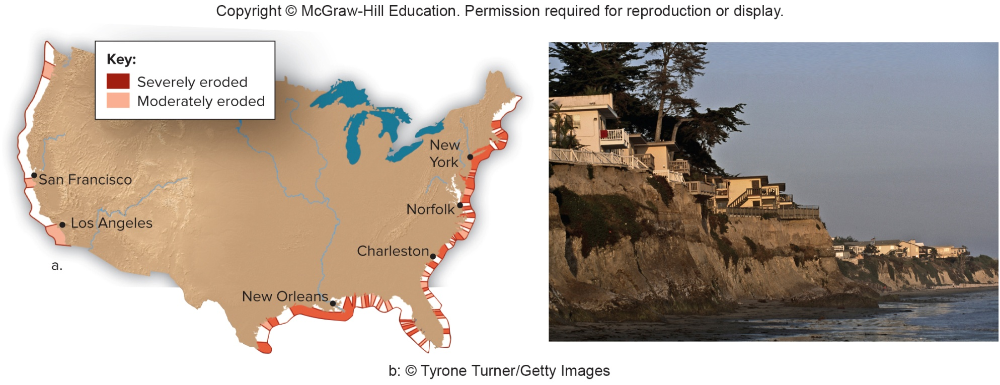 Copyright © McGraw-Hill Education. Permission required for reproduction or display.
Key:
Severely eroded
Moderately eroded
New
York
San Francisco
Norfolk
Los Angeles
Charleston
a.
New Orleans
b: © Tyrone Turner/Getty Images